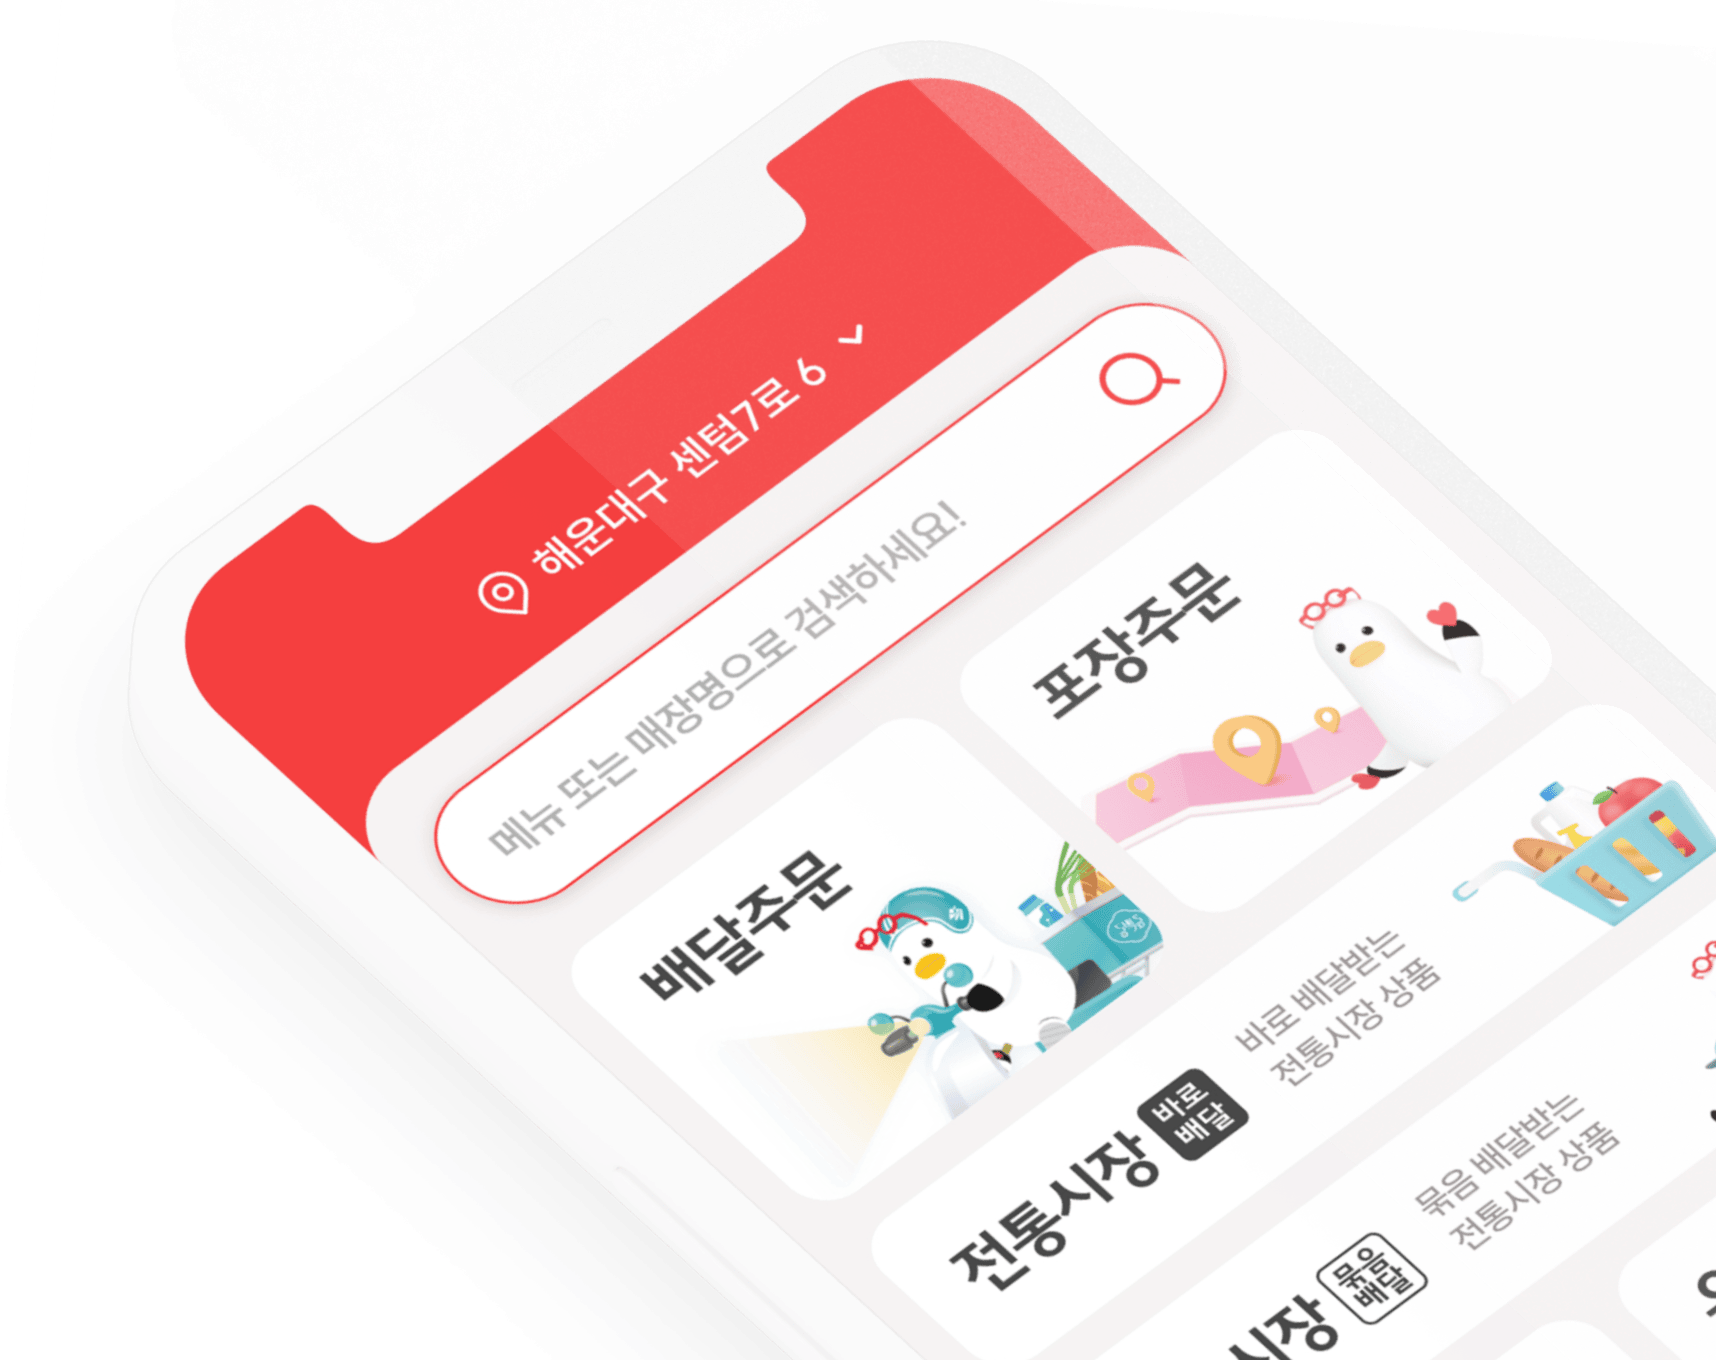 해운대구 센텀7로 6
메뉴 또는 매장명으로 검색하세요!
배달주문
포장주문
전통시장
바로
배달
바로 배달받는
전통시장 상품
시장
묶음
배달
묶음 배달받는
전통시장 상품